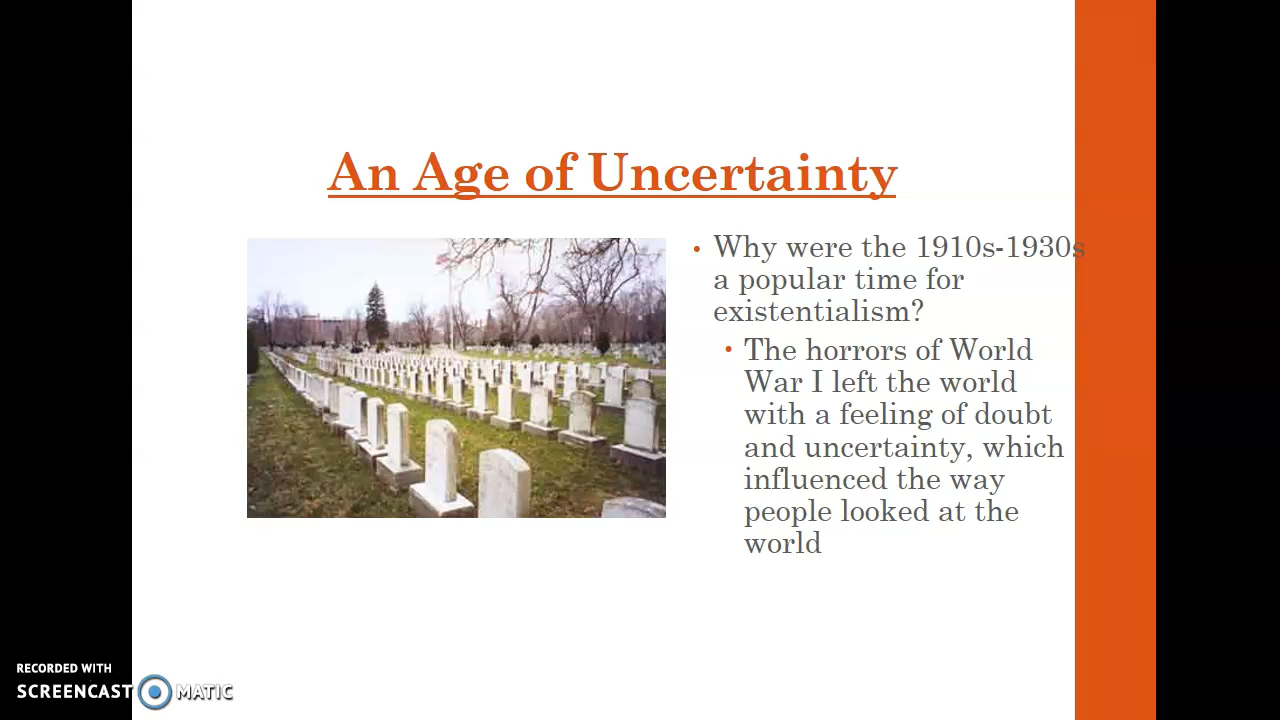 An Age of Uncertainty
• Why were the 1910s-1930s
a popular time for
existentialism?
• The horrors of World
War I left the world
with a feeling of doubt
and uncertainty, which
influenced the way
people looked at the
world
RECORDED WITH
SCREENCAST MATIC